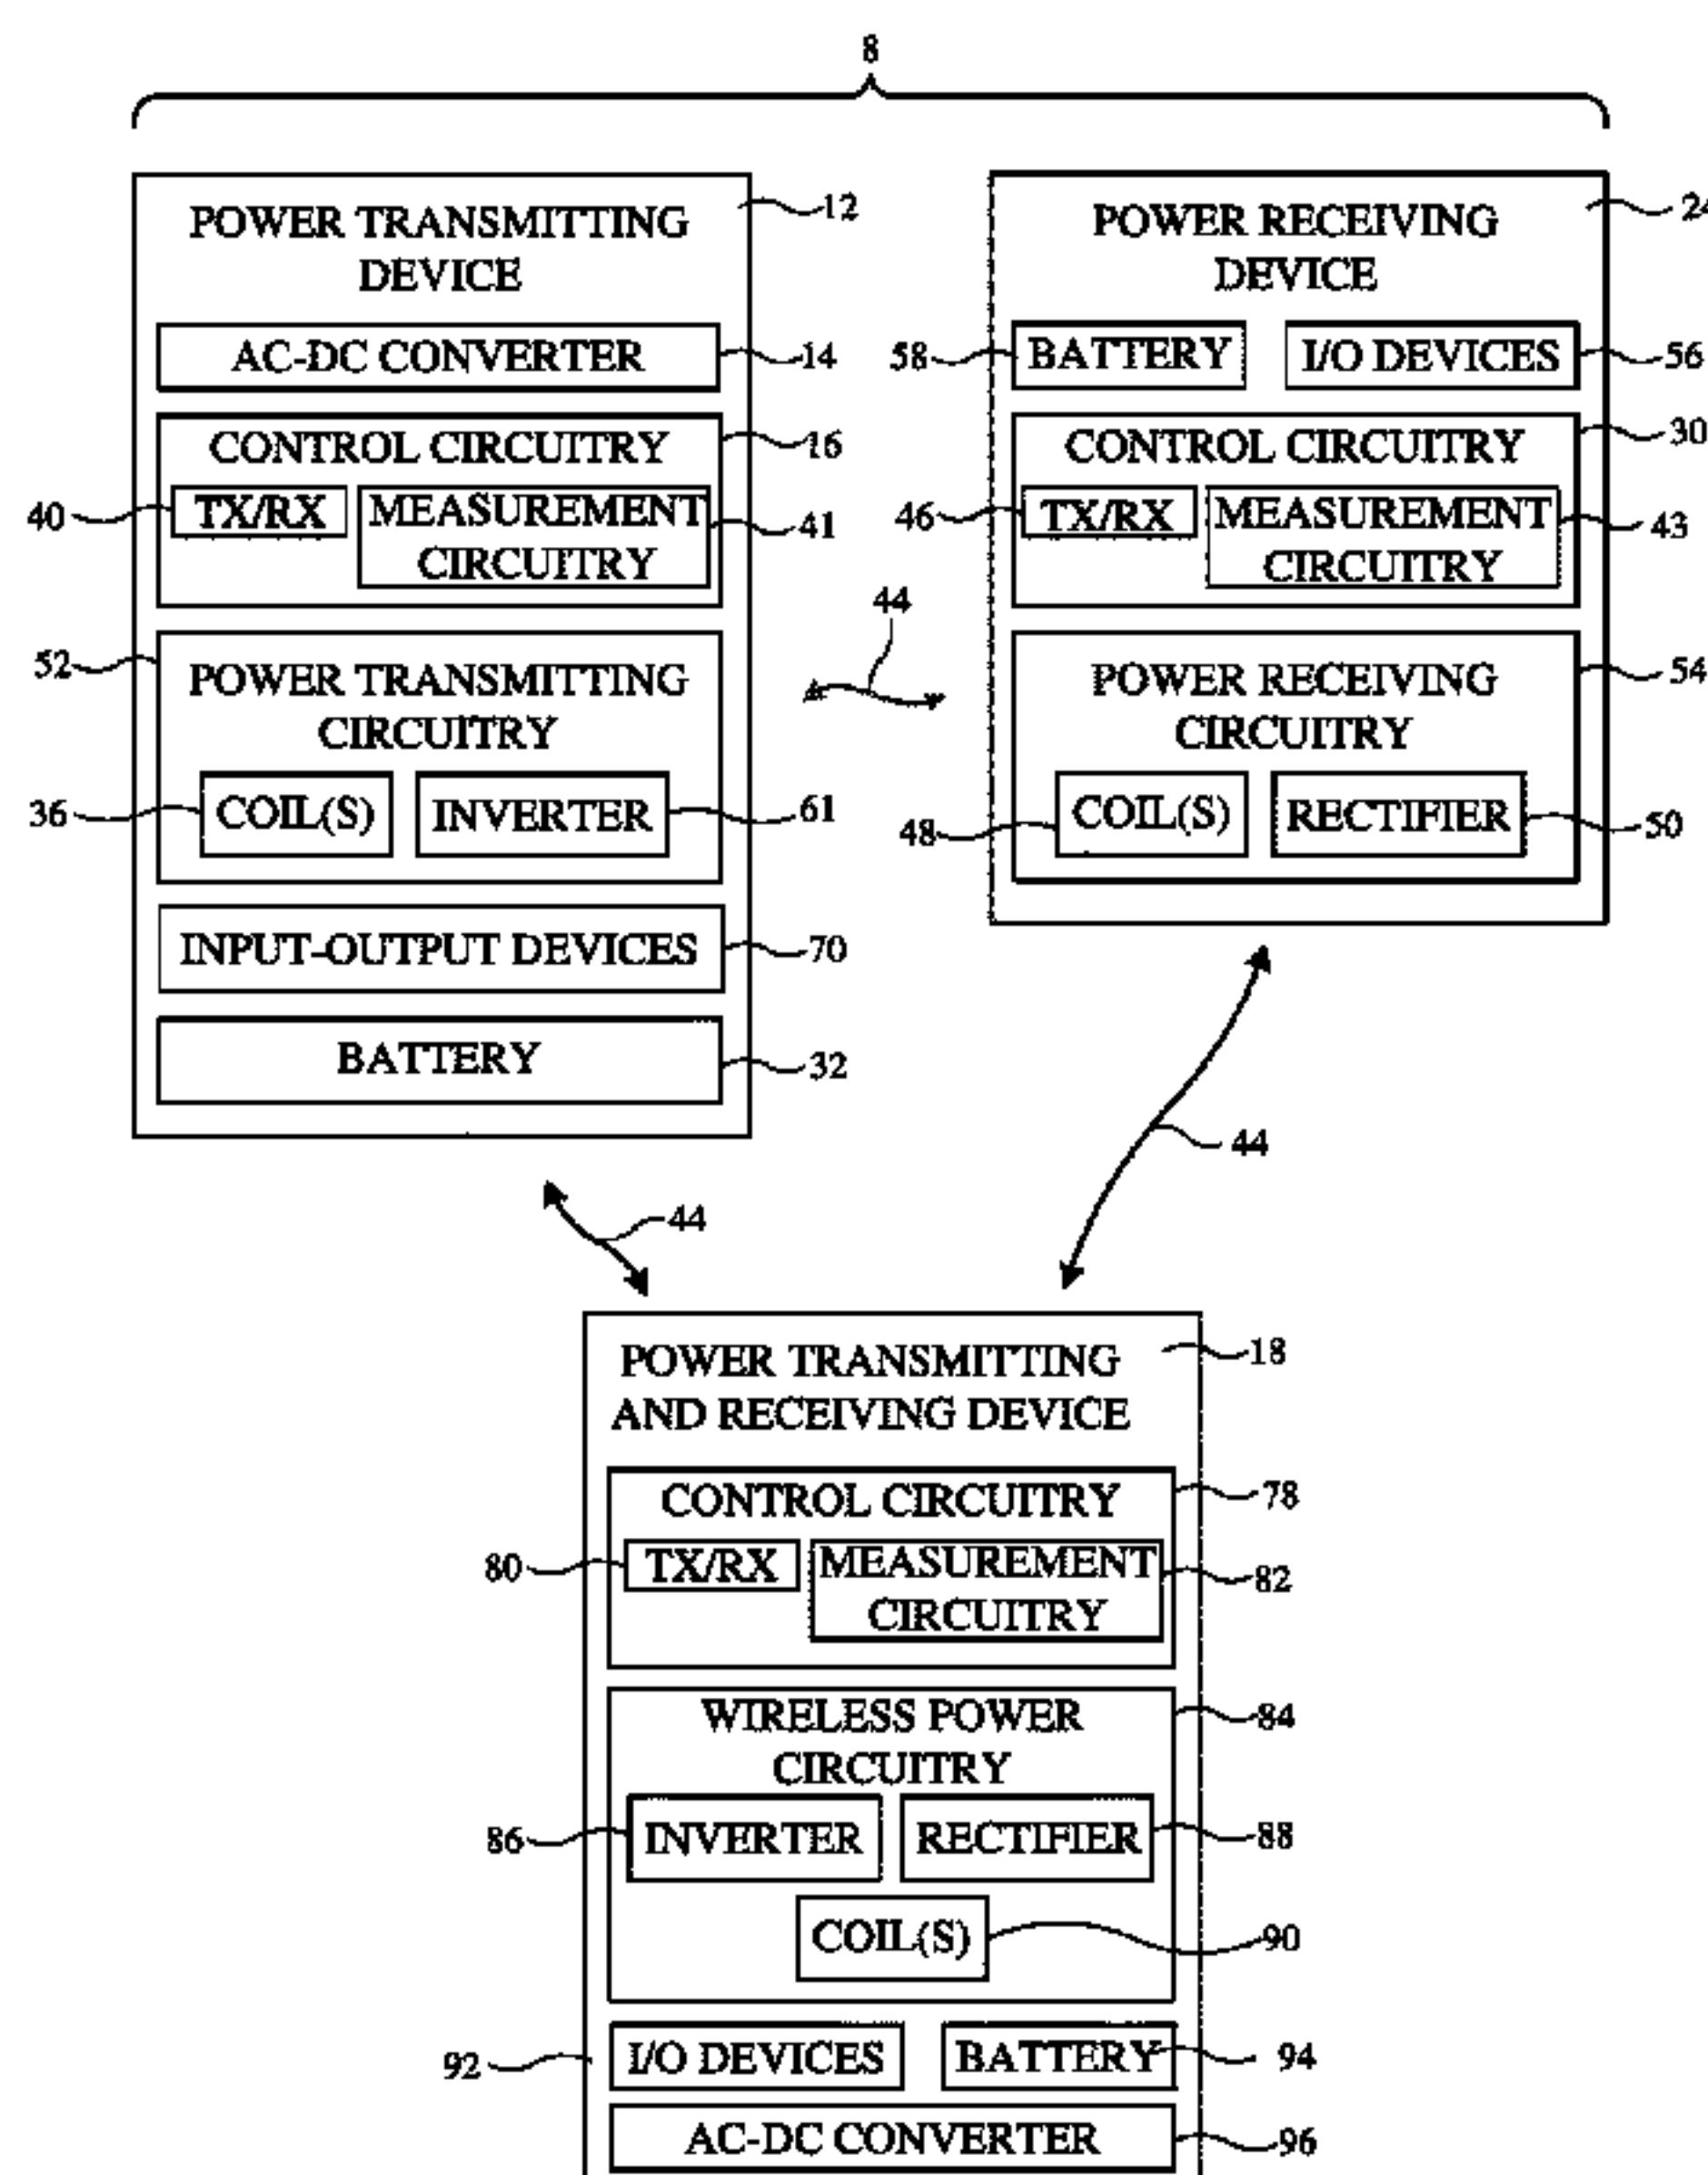 8
POWER TRANSMITTING
DEVICE
12
AC-DC CONVERTER
14
CONTROL CIRCUITRY
16
40
TX/RX
MEASUREMENT
CIRCUITRY
41
52
POWER TRANSMITTING
CIRCUITRY
36
COIL(S)
INVERTER
61
INPUT-OUTPUT DEVICES
70
BATTERY
32
44
POWER RECEIVING
DEVICE
24
58
BATTERY
I/O DEVICES
56
CONTROL CIRCUITRY
30
46
TX/RX
MEASUREMENT
CIRCUITRY
43
POWER RECEIVING
CIRCUITRY
54
48
COIL(S)
RECTIFIER
50
44
44
POWER TRANSMITTING
AND RECEIVING DEVICE
18
CONTROL CIRCUITRY
78
80
TX/RX
MEASUREMENT
CIRCUITRY
82
WIRELESS POWER
CIRCUITRY
84
86
INVERTER
RECTIFIER
88
COIL(S)
90
92
I/O DEVICES
BATTERY
94
AC-DC CONVERTER
96